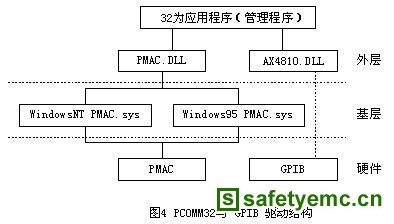 32为应用程序(管理程序)
PMAC.DLL AX4810.DLL 外层
WindowsNT PMAC.sys Windows95 PMAC.sys 基层
PMAC GPIB 硬件
S safetyemc.cn
图4 PCOMM32与 GPIB 驱动结构